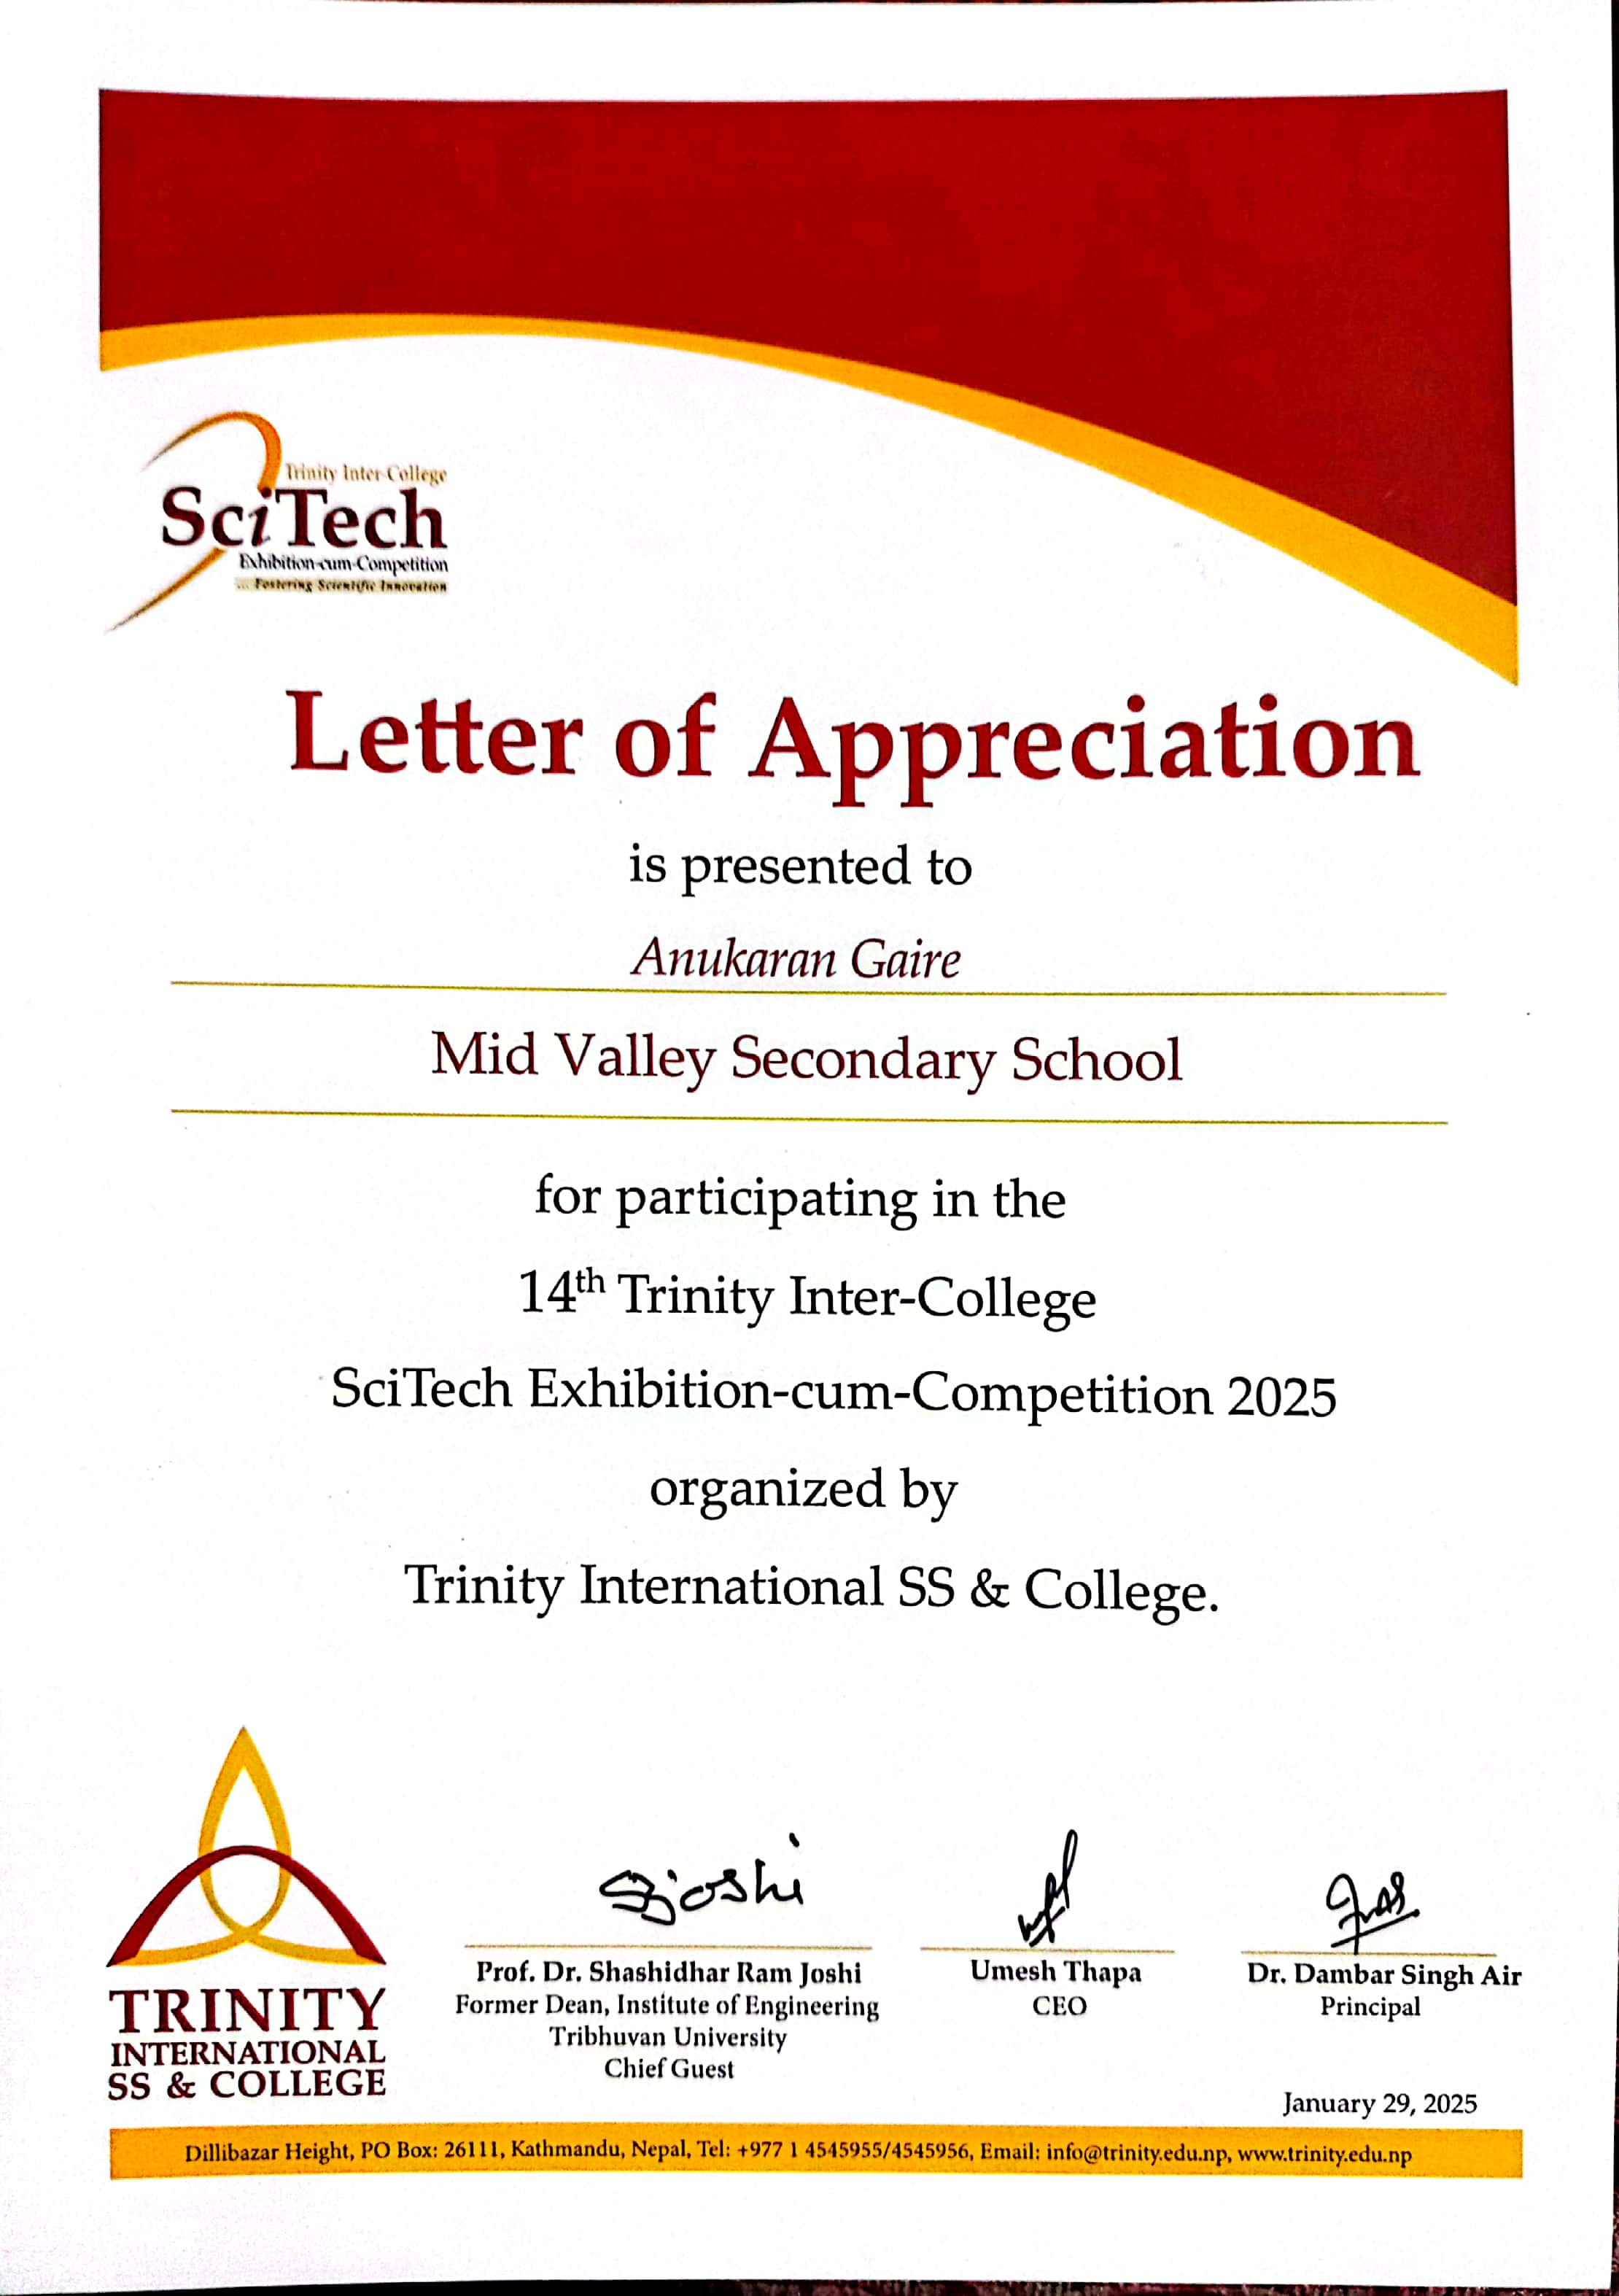 Trinity Inter-College
SciTech
Exhibition-cum-Competition
... Fostering Scientific Innovation
Letter of Appreciation
is presented to
Anukaran Gaire
Mid Valley Secondary School
for participating in the
14th Trinity Inter-College
SciTech Exhibition-cum-Competition 2025
organized by
Trinity International SS & College.
TRINITY
INTERNATIONAL
SS & COLLEGE
Sjoshi
Prof. Dr. Shashidhar Ram Joshi
Former Dean, Institute of Engineering
Tribhuvan University
Chief Guest
Umesh Thapa
CEO
Dr. Dambar Singh Air
Principal
January 29, 2025
Dillibazar Height, PO Box: 26111, Kathmandu, Nepal, Tel: +977 1 4545955/4545956, Email: info@trinity.edu.np, www.trinity.edu.np